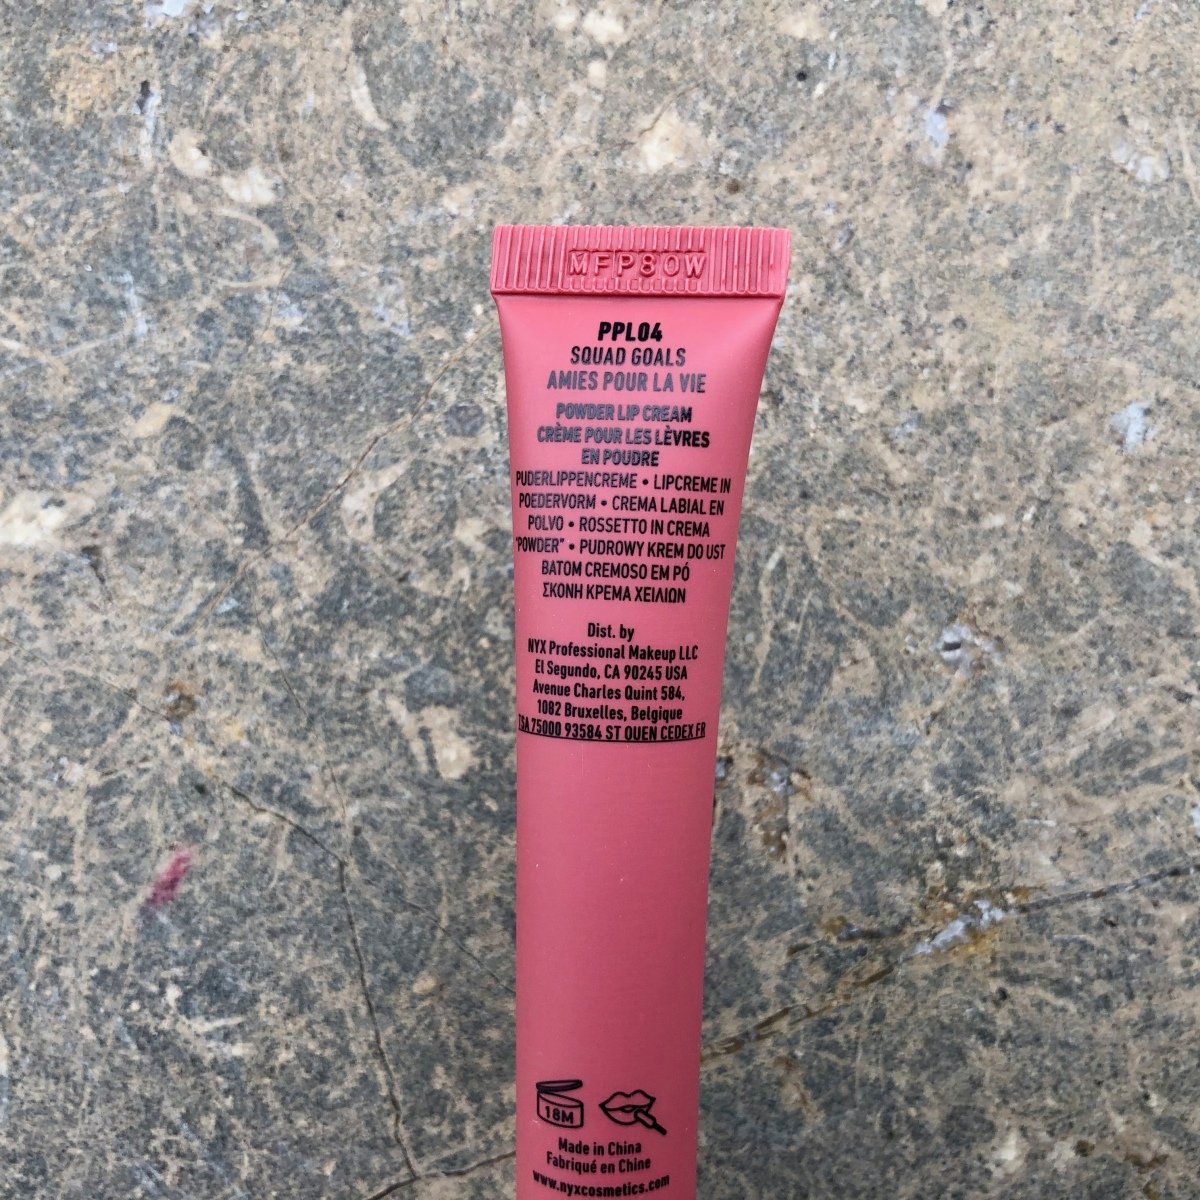 MFP80W
PPL04
SQUAD GOALS
AMIES POUR LA VIE
POWDER LIP CREAM
CRÈME POUR LES LÈVRES
EN POUDRE
PUDERLIPPENCREME • LIPCREME IN
POEDERVORM • CREMA LABIAL EN
POLVO • ROSSETTO IN CREMA
"POWDER" • PUDROWY KREM DO UST
BATOM CREMOSO EM PÓ
ΣΚΟΝΗ ΚΡΕΜΑ ΧΕΙΛΙΩΝ
Dist. by
NYX Professional Makeup LLC
El Segundo, CA 90245 USA
Avenue Charles Quint 584,
1082 Bruxelles, Belgique
TSA 75000 93584 ST OUEN CEDEX FR
18M
Made in China
Fabriqué en Chine
www.nyxcosmetics.com